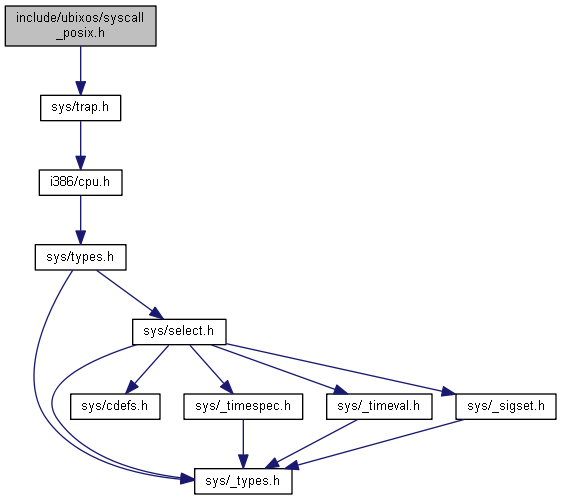 include/ubixos/syscall
_posix.h
sys/trap.h
i386/cpu.h
sys/types.h
sys/select.h
sys/cdefs.h
sys/_timespec.h
sys/_timeval.h
sys/_sigset.h
sys/_types.h